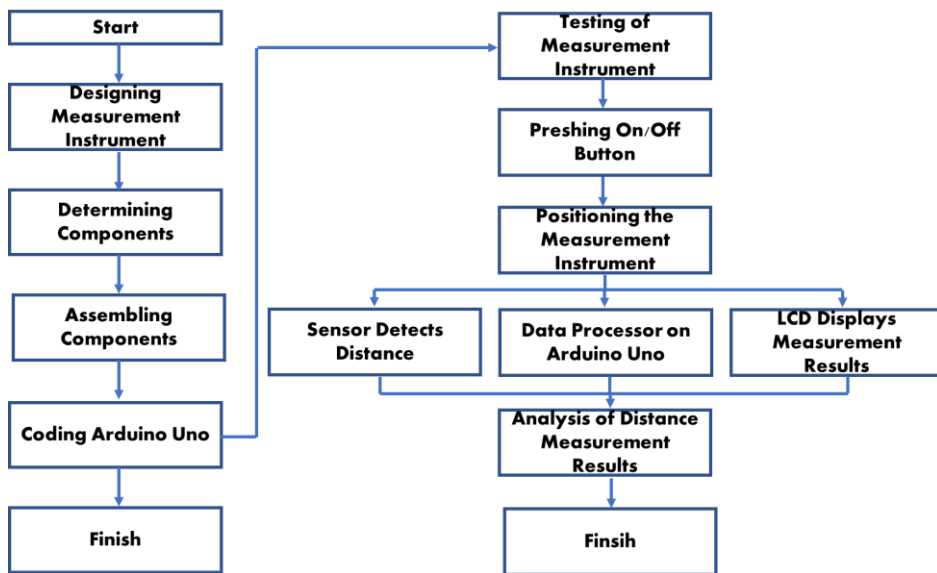 Start
Designing
Measurement
Instrument
Determining
Components
Assembling
Components
Coding Arduino Uno
Finish
Testing of
Measurement
Instrument
Preshing On/Off
Button
Positioning the
Measurement
Instrument
Sensor Detects
Distance
Data Processor on
Arduino Uno
LCD Displays
Measurement
Results
Analysis of Distance
Measurement
Results
Finsih